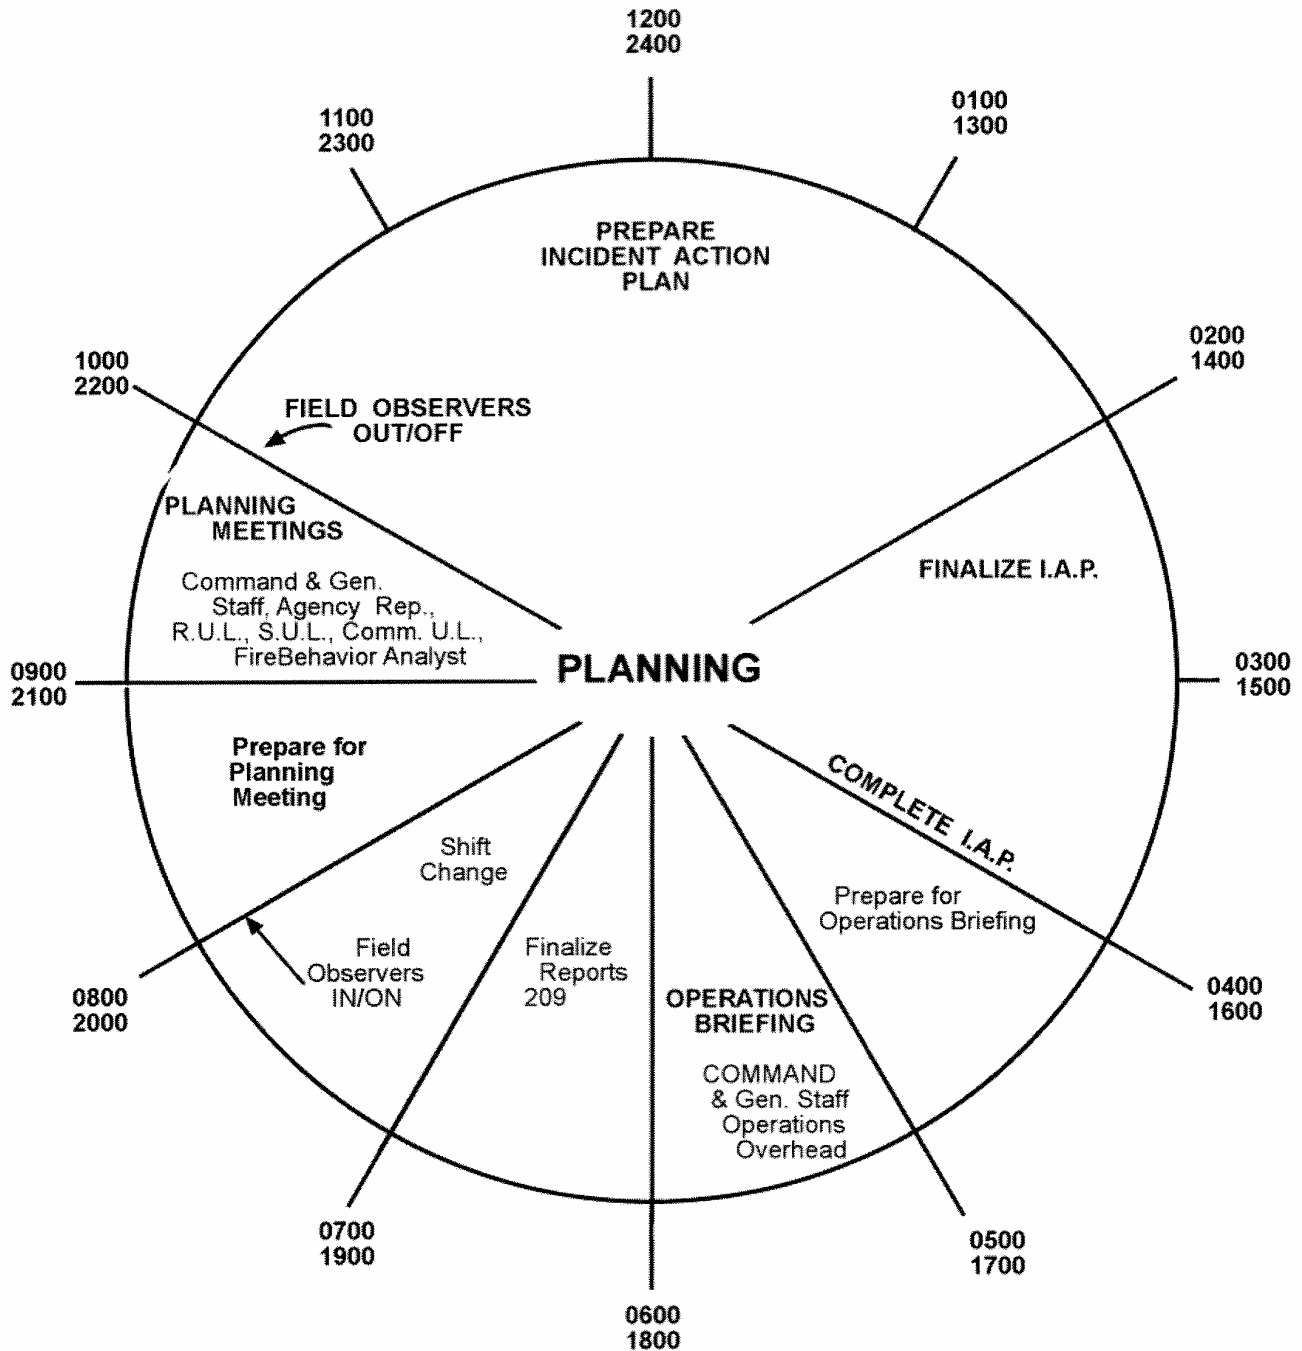 1200
2400
0100
1300
1100
2300
PREPARE
INCIDENT ACTION
PLAN
0200
1400
1000
2200
FIELD OBSERVERS
OUT/OFF
PLANNING
MEETINGS
Command & Gen.
Staff, Agency Rep.,
R.U.L., S.U.L., Comm. U.L.,
FireBehavior Analyst
FINALIZE I.A.P.
0900
2100
PLANNING
0300
1500
Prepare for
Planning
Meeting
COMPLETE I.A.P.
Shift
Change
Prepare for
Operations Briefing
Field
Observers
IN/ON
Finalize
Reports
209
OPERATIONS
BRIEFING
COMMAND
& Gen. Staff
Operations
Overhead
0800
2000
0400
1600
0700
1900
0500
1700
0600
1800